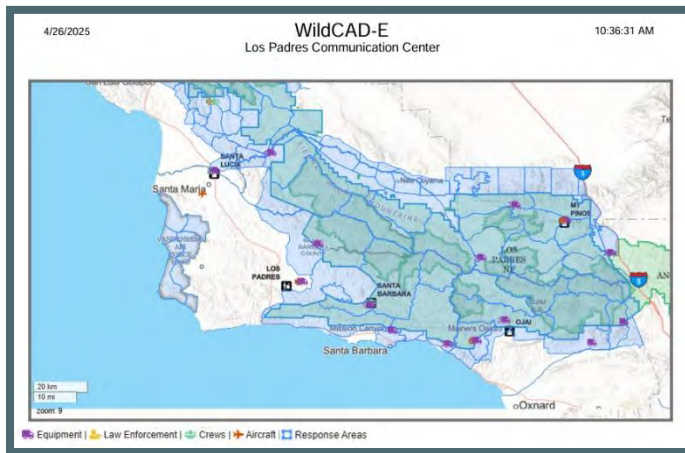 4/26/2025
WildCAD-E
10:36:31 AM
Los Padres Communication Center
SANTA
LUCIA
New Cuyama
Santa Maria
MT
PINOS
LOS
PADRES
NF
LOS
PADRES
SANTA
BARBARA
OJAI
Mission Canyon
Meiners Oaks
Santa Barbara
Oxnard
20 km
10 mi
zoom: 9
Equipment | Law Enforcement | Crews | Aircraft | Response Areas